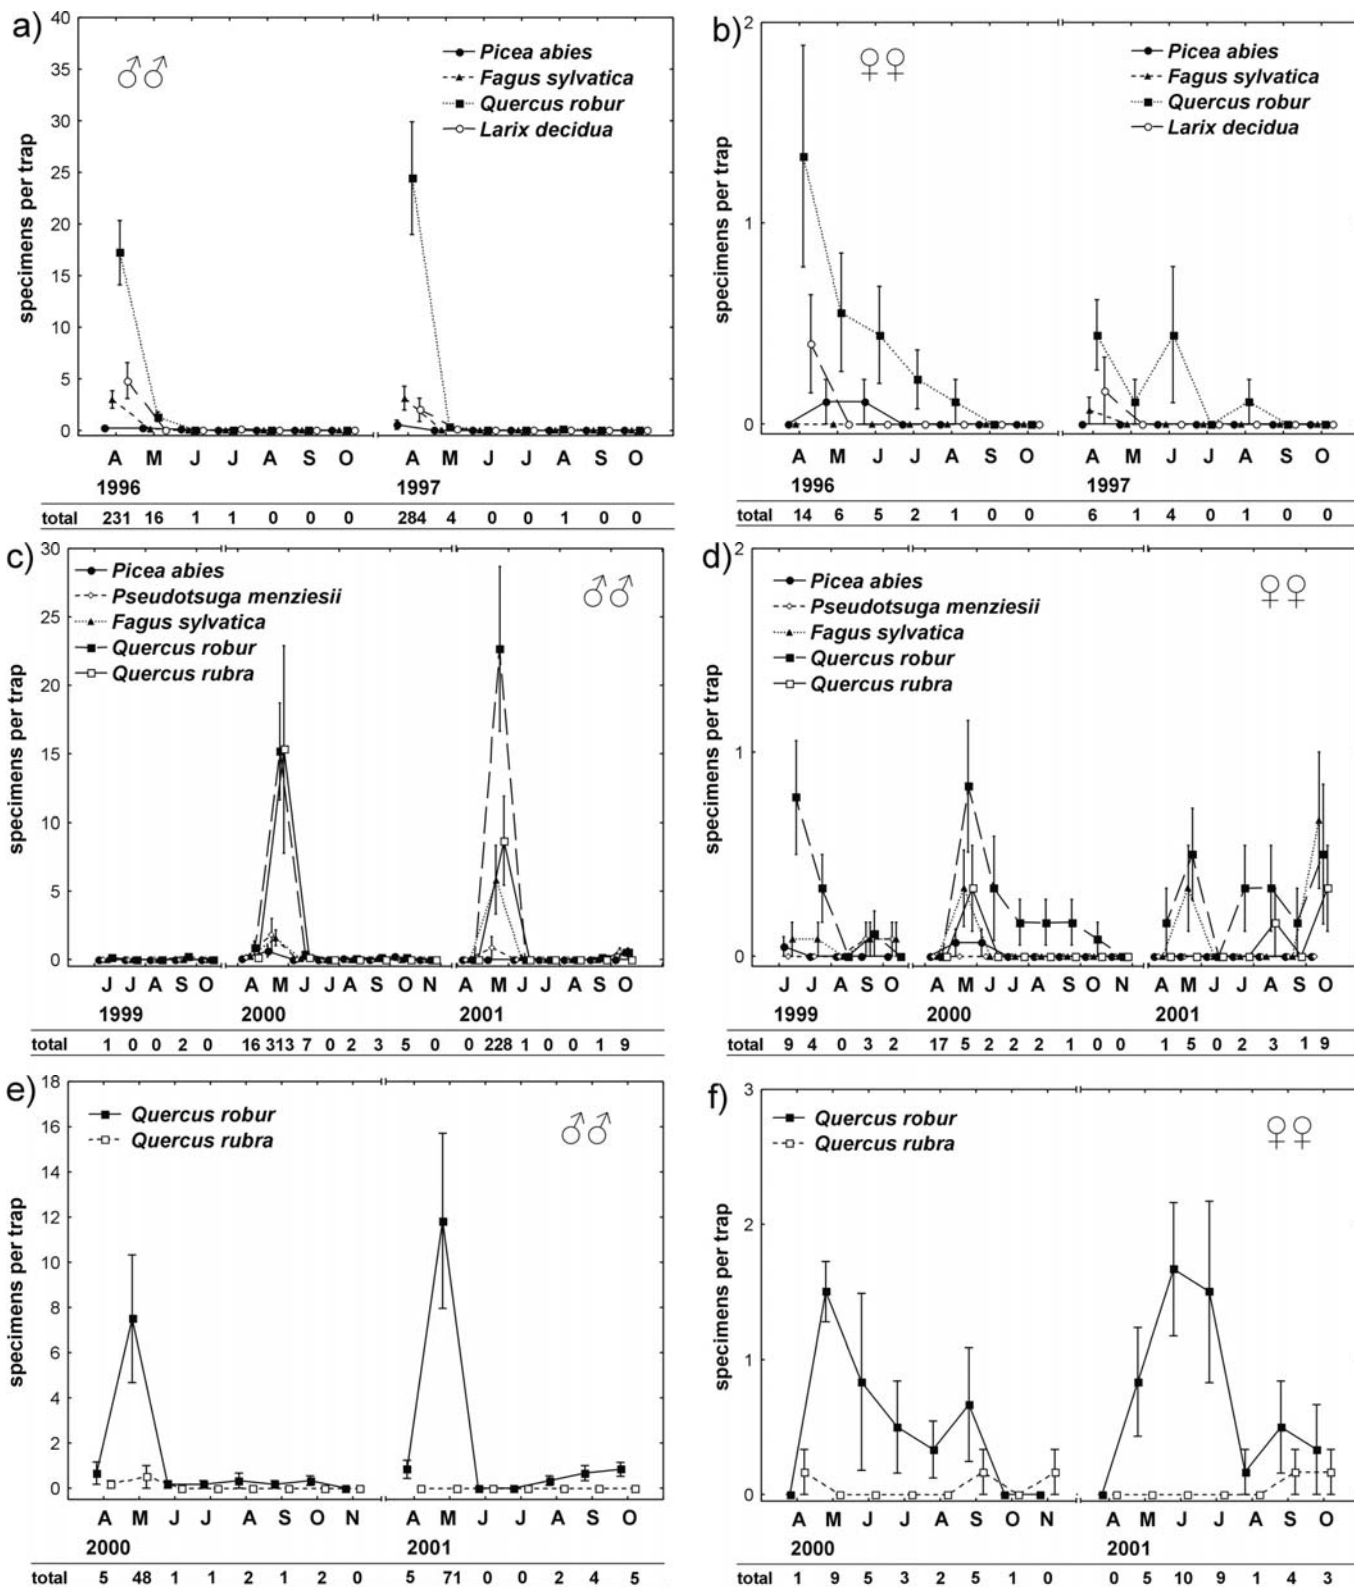 a)
♂♂
Picea abies
Fagus sylvatica
Quercus robur
Larix decidua
specimens per trap
40
35
30
25
20
15
10
5
0
A M J J A S O A M J J A S O
1996 1997
total 231 16 1 1 0 0 0 284 4 0 0 1 0 0
b)
♀♀
Picea abies
Fagus sylvatica
Quercus robur
Larix decidua
specimens per trap
2
1
0
A M J J A S O A M J J A S O
1996 1997
total 14 6 5 2 1 0 0 6 1 4 0 1 0 0
c)
♂♂
Picea abies
Pseudotsuga menziesii
Fagus sylvatica
Quercus robur
Quercus rubra
specimens per trap
30
25
20
15
10
5
0
J J A S O A M J J A S O N A M J J A S O
1999 2000 2001
total 1 0 0 2 0 16 313 7 0 2 3 5 0 0 228 1 0 0 1 9
d)
♀♀
Picea abies
Pseudotsuga menziesii
Fagus sylvatica
Quercus robur
Quercus rubra
specimens per trap
2
1
0
J J A S O A M J J A S O N A M J J A S O
1999 2000 2001
total 9 4 0 3 2 17 5 2 2 2 1 0 0 1 5 0 2 3 1 9
e)
♂♂
Quercus robur
Quercus rubra
specimens per trap
18
16
14
12
10
8
6
4
2
0
A M J J A S O N A M J J A S O
2000 2001
total 5 48 1 1 2 1 2 0 5 71 0 0 2 4 5
f)
♀♀
Quercus robur
Quercus rubra
specimens per trap
3
2
1
0
A M J J A S O N A M J J A S O
2000 2001
total 1 9 5 3 2 5 1 0 0 5 10 9 1 4 3